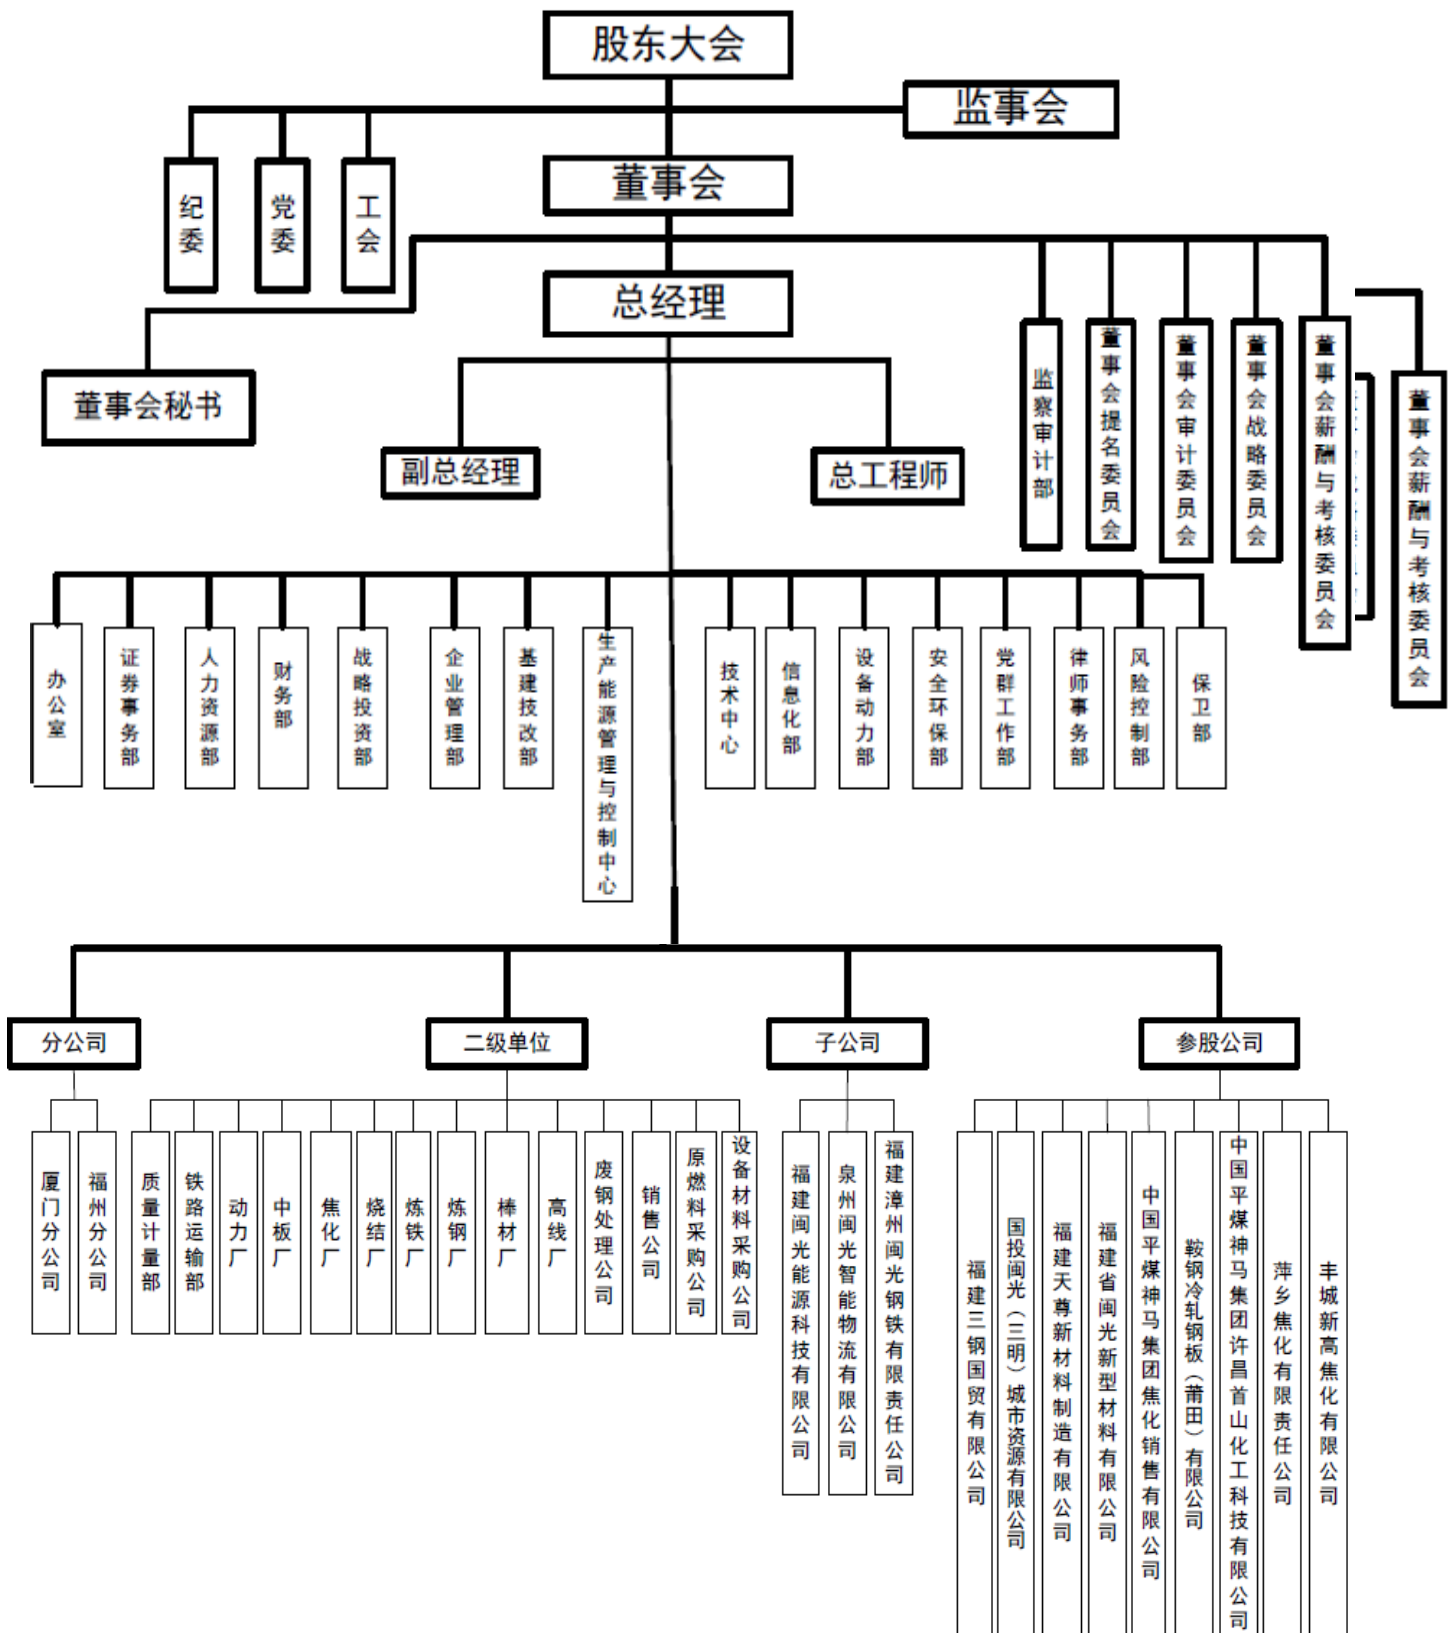 股东大会
监事会
董事会
纪委
党委
工会
总经理
董事会秘书
副总经理
总工程师
监察审计部
董事会提名委员会
董事会审计委员会
董事会战略委员会
董事会薪酬与考核委员会
董事会薪酬与考核委员会
办公室
证券事务部
人力资源部
财务部
战略投资部
企业管理部
基建技改部
生产能源管理与控制中心
技术中心
信息化部
设备动力部
安全环保部
党群工作部
律师事务部
风险控制部
保卫部
分公司
二级单位
子公司
参股公司
厦门分公司
福州分公司
质量计量部
铁路运输部
动力厂
中板厂
焦化厂
烧结厂
炼铁厂
炼钢厂
棒材厂
高线厂
废钢处理公司
销售公司
原燃料采购公司
设备材料采购公司
福建闽光能源科技有限公司
泉州闽光智能物流有限公司
福建漳州闽光钢铁有限责任公司
福建三钢国贸有限公司
国投闽光（三明）城市资源有限公司
福建天尊新材料制造有限公司
福建省闽光新型材料有限公司
中国平煤神马集团焦化销售有限公司
鞍钢冷轧钢板（莆田）有限公司
中国平煤神马集团许昌首山化工科技有限公司
萍乡焦化有限责任公司
丰城新高焦化有限公司